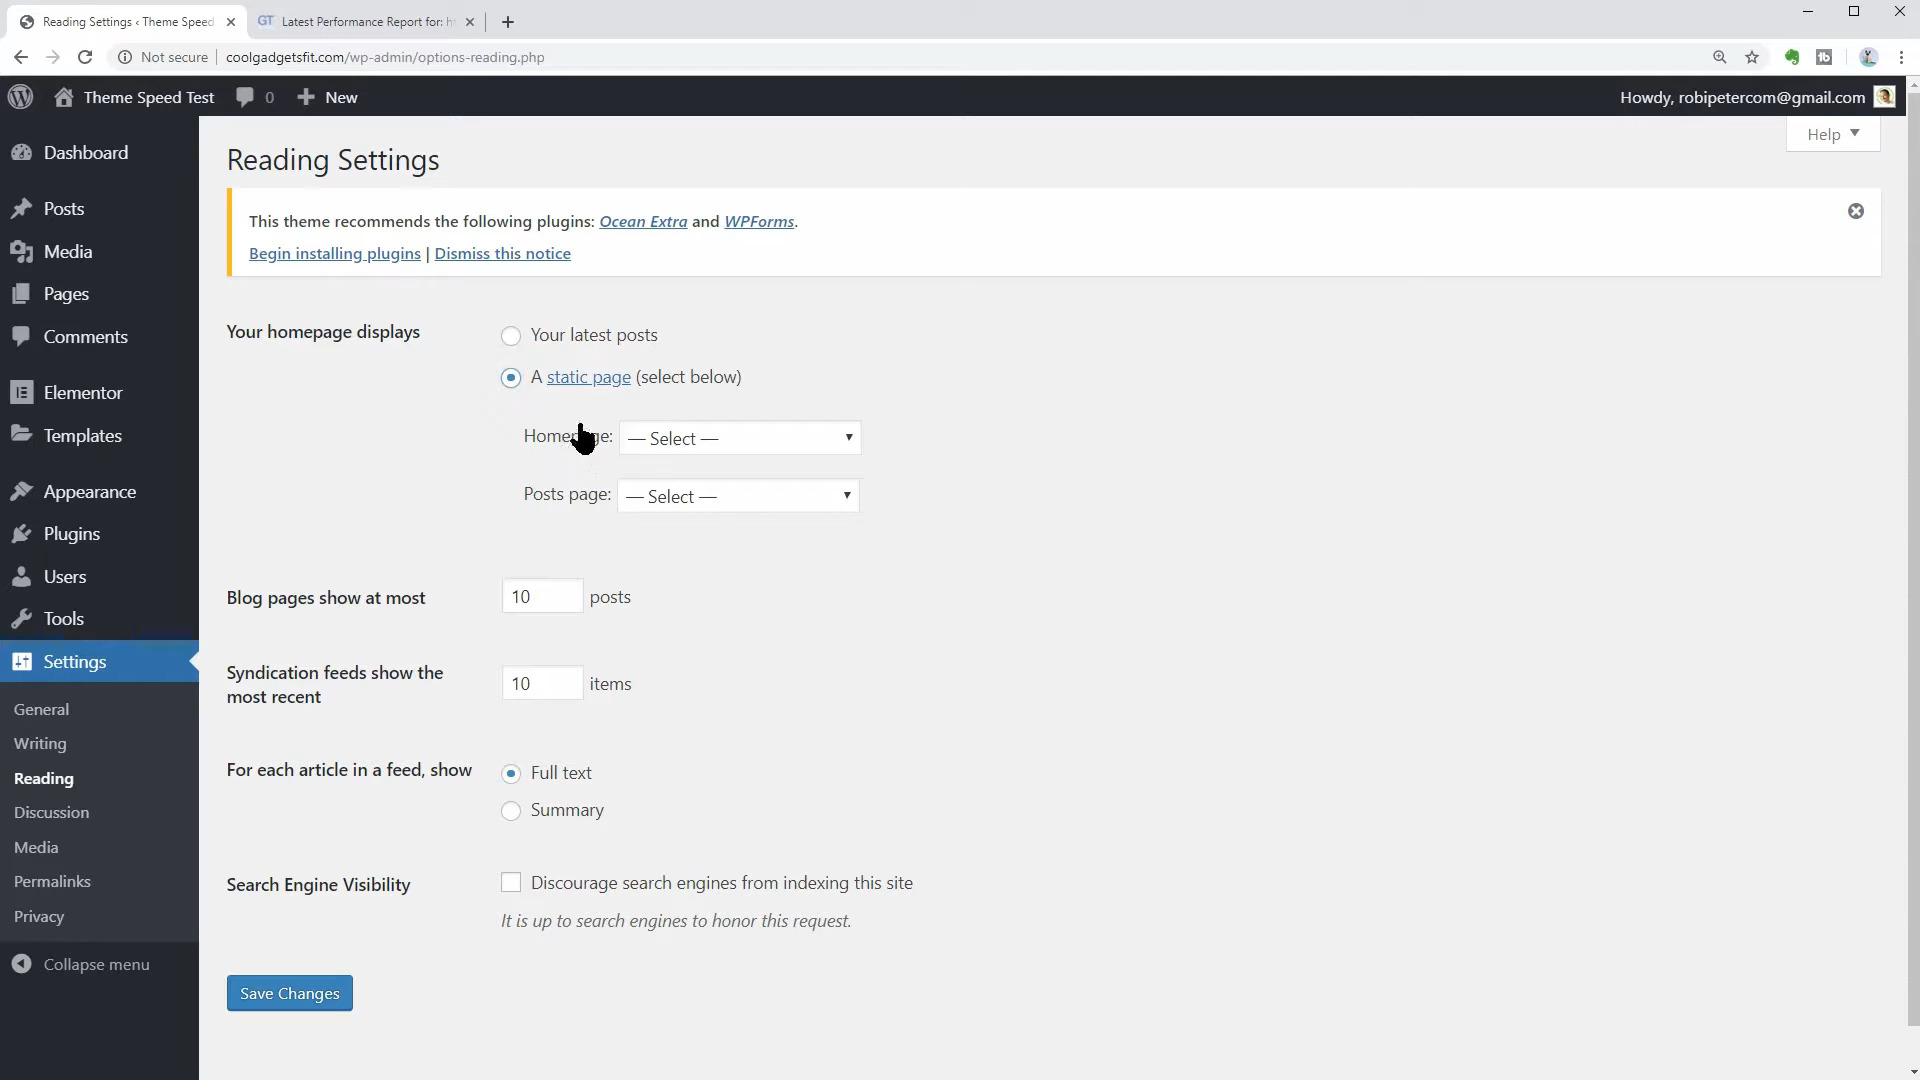 Reading Settings ‹ Theme Speed
GT Latest Performance Report for: h
Not secure coolgadgetsfit.com/wp-admin/options-reading.php
Theme Speed Test 0 New Howdy, robipetercom@gmail.com
Help
Dashboard
Posts
Media
Pages
Comments
Elementor
Templates
Appearance
Plugins
Users
Tools
Settings
General
Writing
Reading
Discussion
Media
Permalinks
Privacy
Collapse menu
Reading Settings
This theme recommends the following plugins: Ocean Extra and WPForms.
Begin installing plugins | Dismiss this notice
Your homepage displays
Your latest posts
A static page (select below)
— Select —
Posts page: — Select —
Blog pages show at most 10 posts
Syndication feeds show the
most recent
10 items
For each article in a feed, show Full text
Summary
Search Engine Visibility Discourage search engines from indexing this site
It is up to search engines to honor this request.
Save Changes